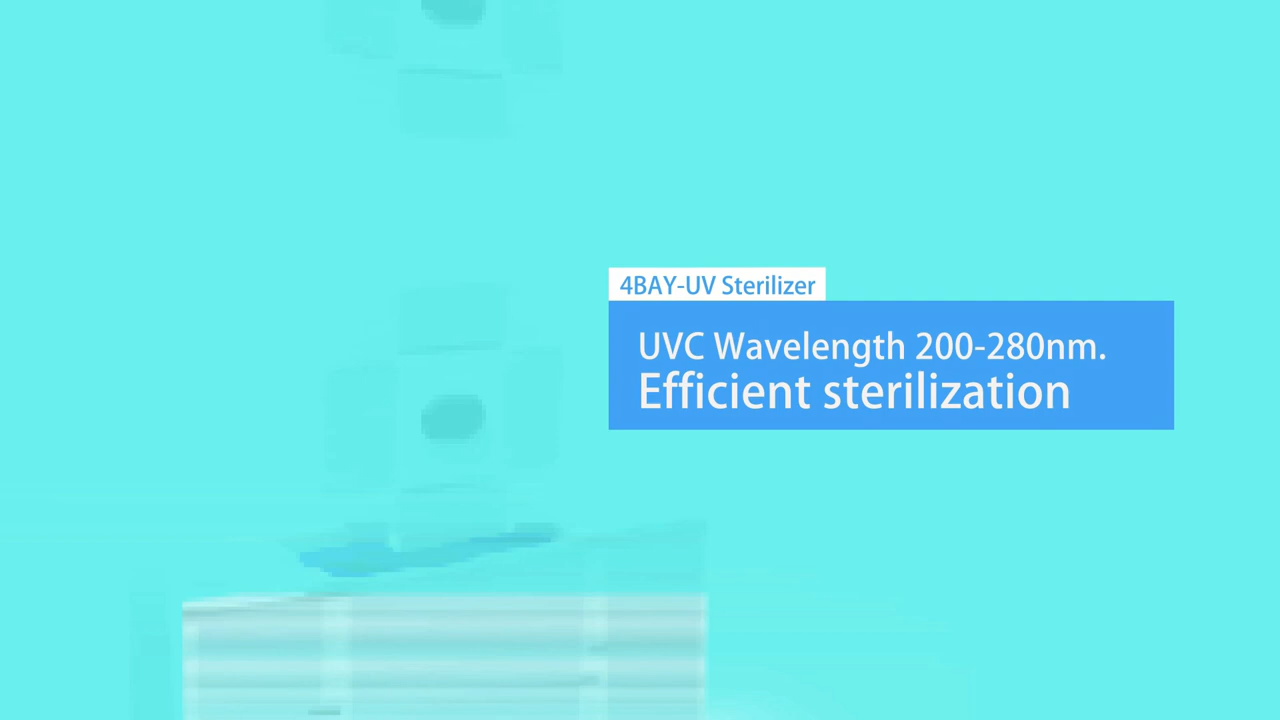 4BAY-UV Sterilizer
UVC Wavelength 200-280nm.
Efficient sterilization